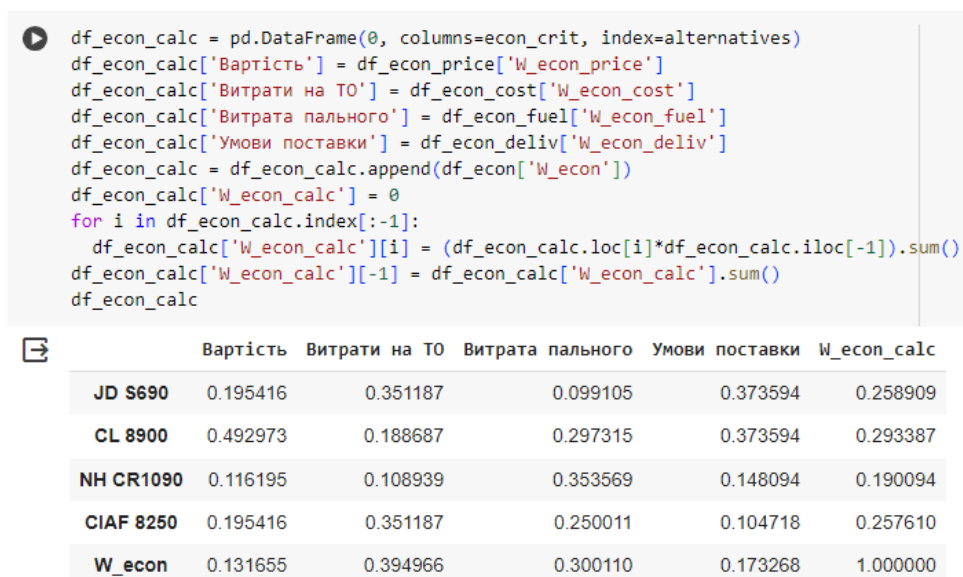 df_econ_calc = pd.DataFrame(0, columns=econ_crit, index=alternatives)
df_econ_calc['Вартість'] = df_econ_price['W_econ_price']
df_econ_calc['Витрати на ТО'] = df_econ_cost['W_econ_cost']
df_econ_calc['Витрата пального'] = df_econ_fuel['W_econ_fuel']
df_econ_calc['Умови поставки'] = df_econ_deliv['W_econ_deliv']
df_econ_calc = df_econ_calc.append(df_econ['W_econ'])
df_econ_calc['W_econ_calc'] = 0
for i in df_econ_calc.index[:-1]:
  df_econ_calc['W_econ_calc'][i] = (df_econ_calc.loc[i]*df_econ_calc.iloc[-1]).sum()
df_econ_calc['W_econ_calc'][-1] = df_econ_calc['W_econ_calc'].sum()
df_econ_calc
Вартість Витрати на ТО Витрата пального Умови поставки W_econ_calc
JD S690 0.195416 0.351187 0.099105 0.373594 0.258909
CL 8900 0.492973 0.188687 0.297315 0.373594 0.293387
NH CR1090 0.116195 0.108939 0.353569 0.148094 0.190094
CIAF 8250 0.195416 0.351187 0.250011 0.104718 0.257610
W_econ 0.131655 0.394966 0.300110 0.173268 1.000000